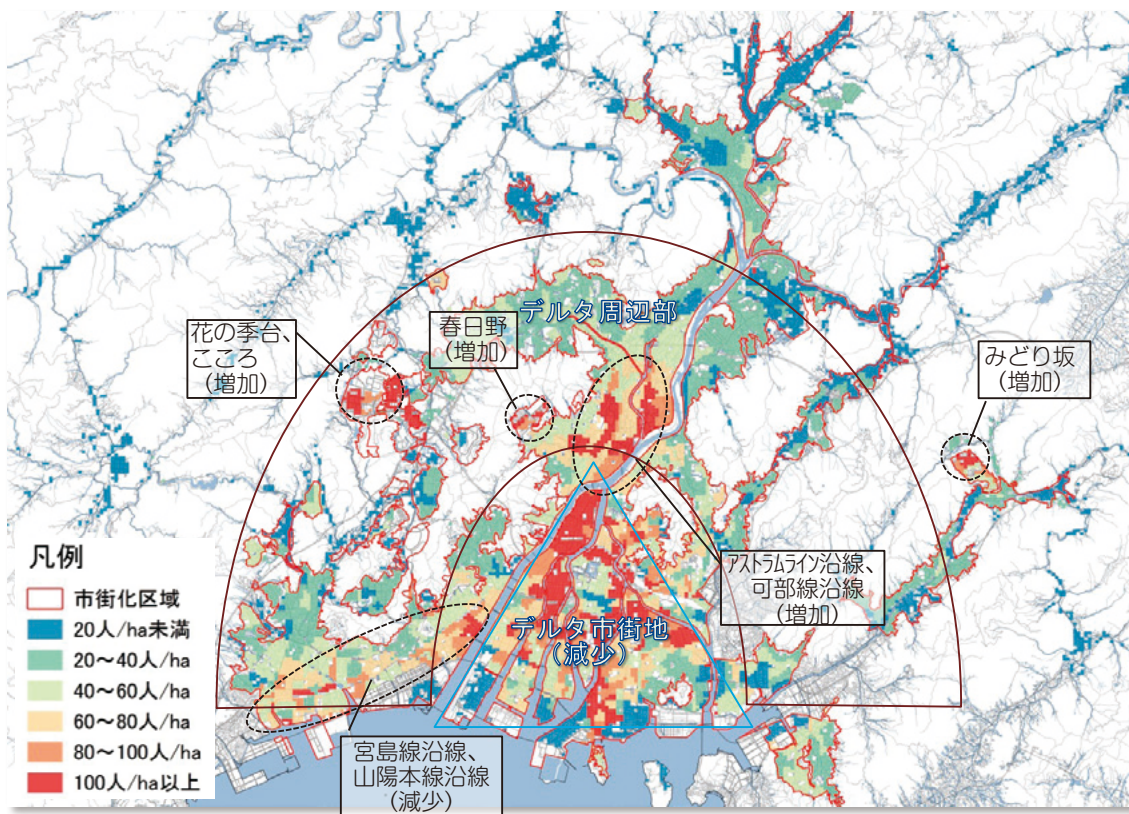 デルタ周辺部
花の季台、
こころ
(増加)
春日野
(増加)
みどり坂
(増加)
アストラムライン沿線、
可部線沿線
(増加)
デルタ市街地
(減少)
宮島線沿線、
山陽本線沿線
(減少)
凡例
市街化区域
20人/ha未満
20～40人/ha
40～60人/ha
60～80人/ha
80～100人/ha
100人/ha以上